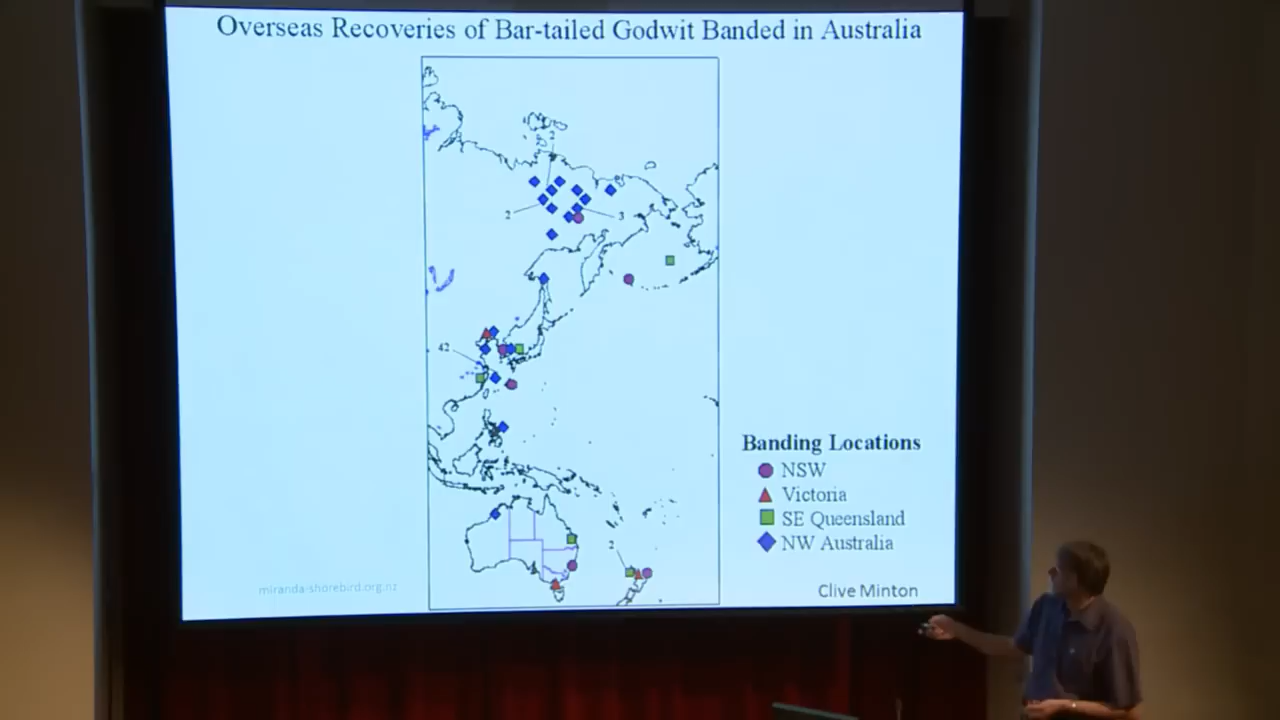 Overseas Recoveries of Bar-tailed Godwit Banded in Australia
2
2
3
42
2
Banding Locations
NSW
Victoria
SE Queensland
NW Australia
miranda-shorebird.org.nz
Clive Minton